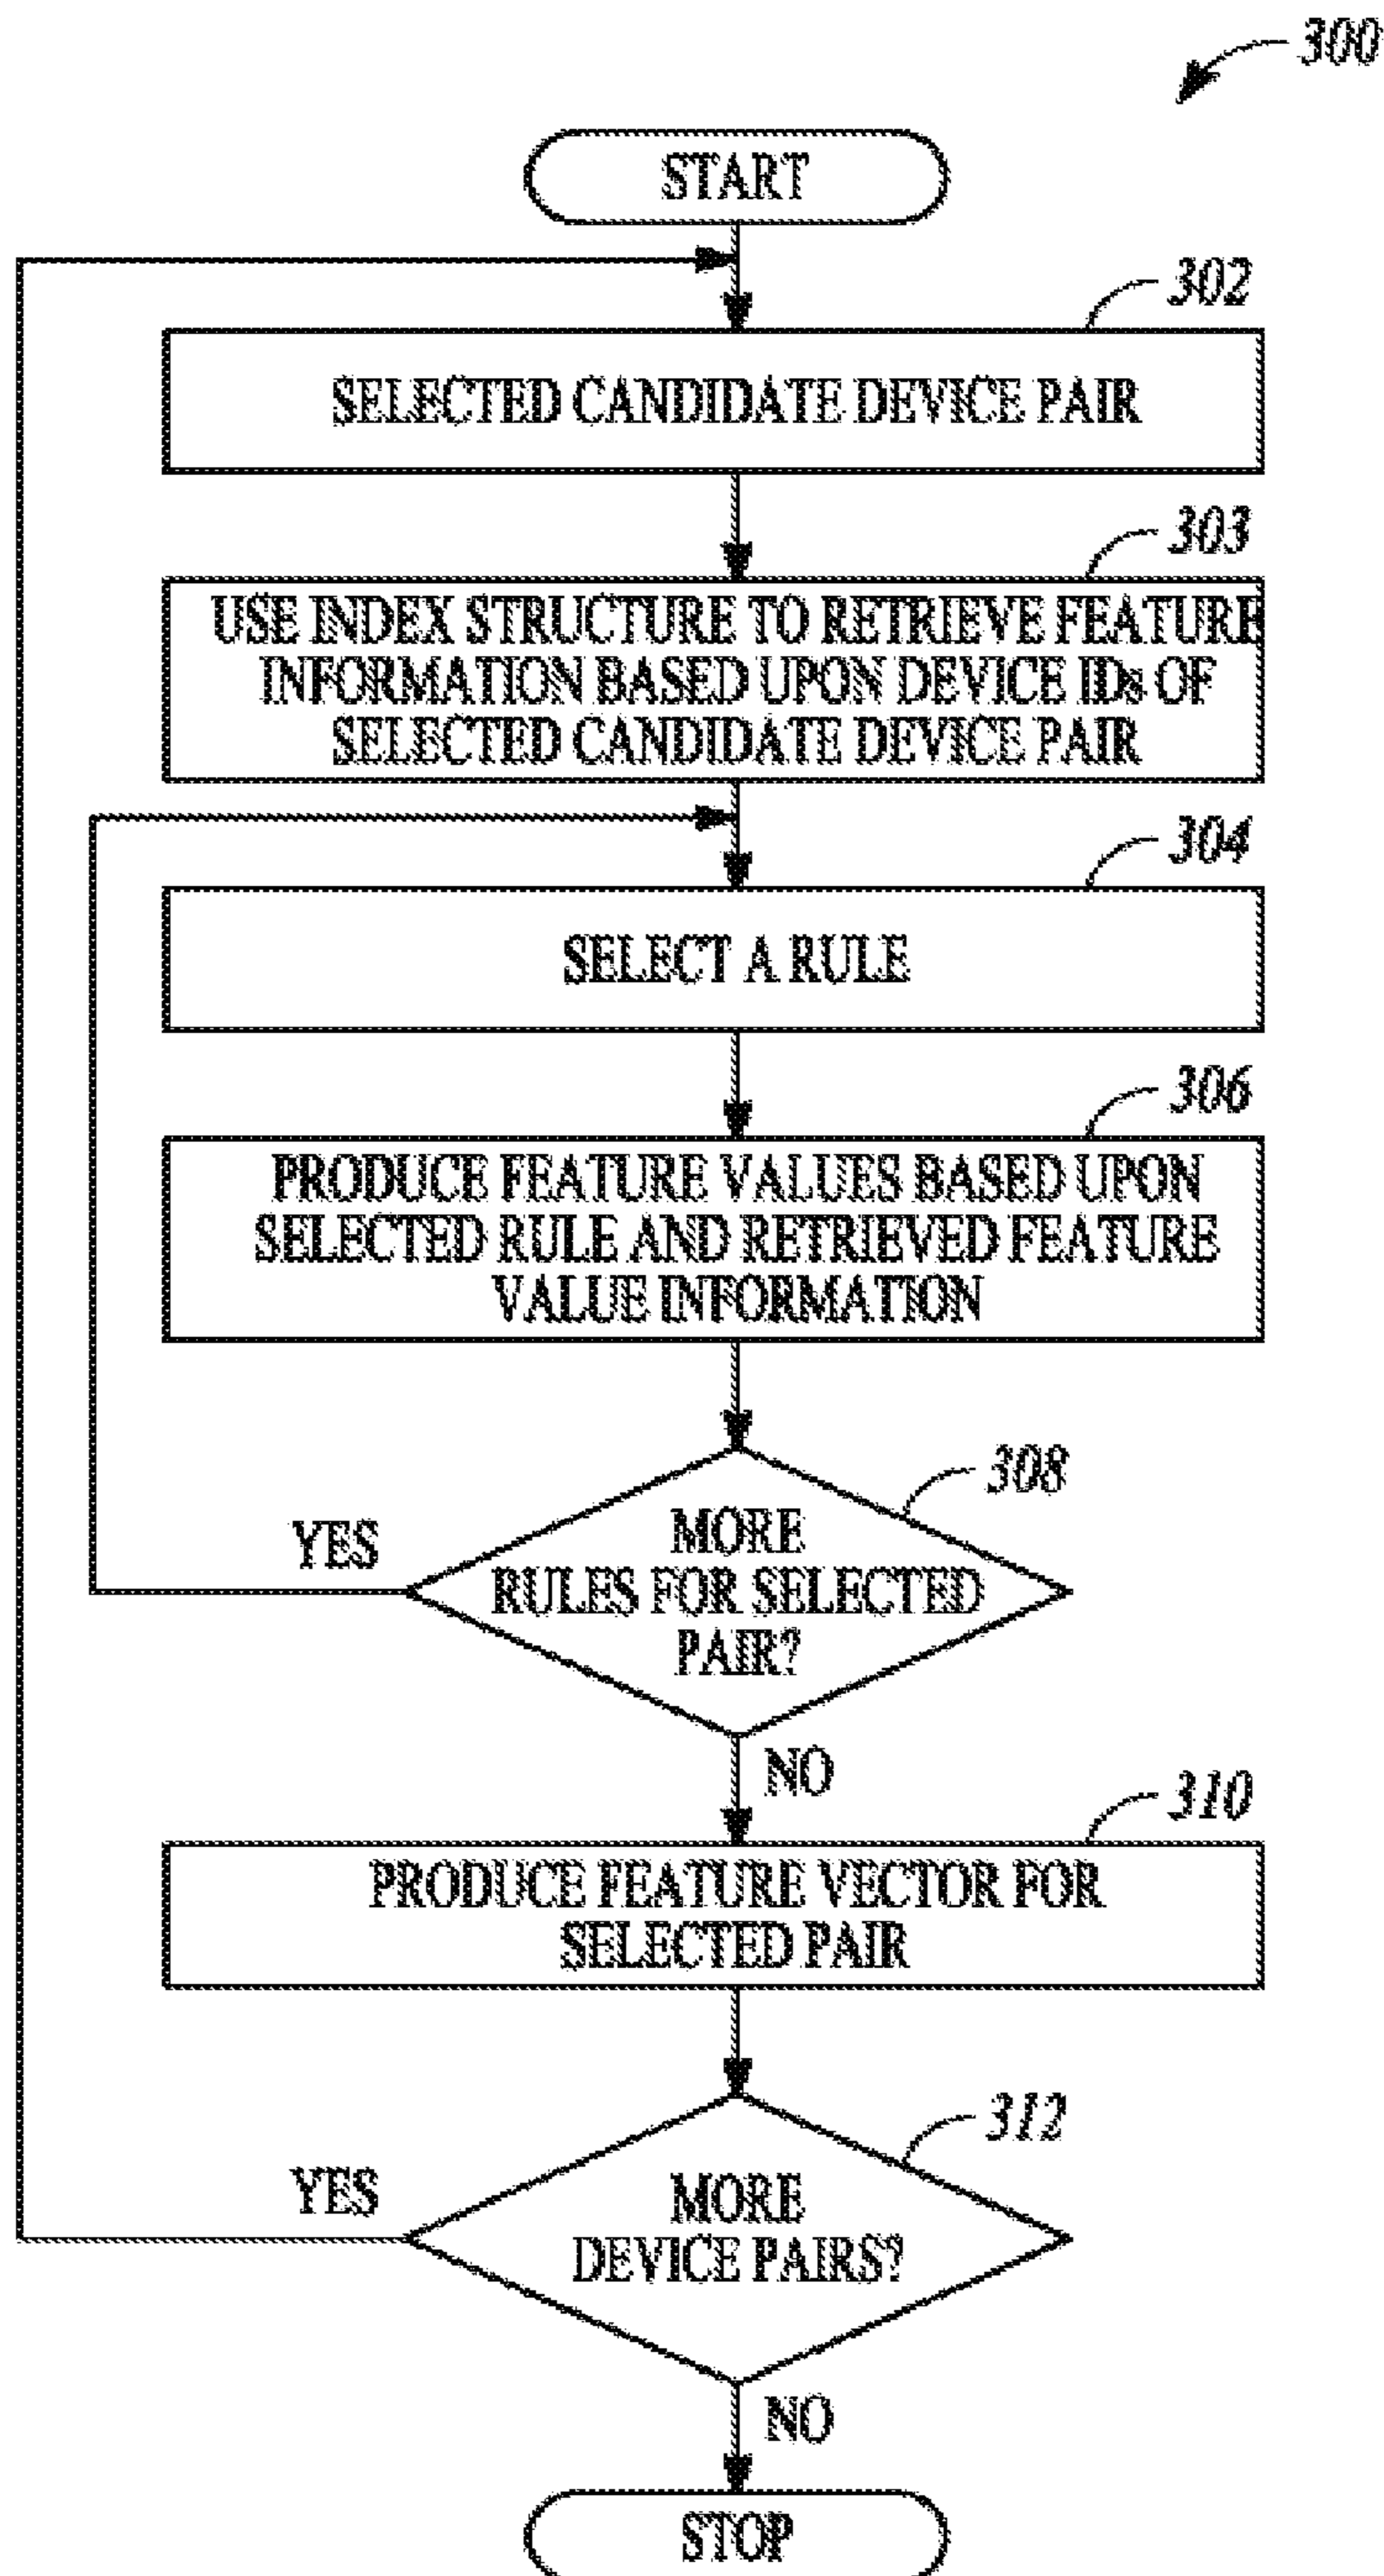 300
START
302
SELECTED CANDIDATE DEVICE PAIR
303
USE INDEX STRUCTURE TO RETRIEVE FEATURE
INFORMATION BASED UPON DEVICE IDs OF
SELECTED CANDIDATE DEVICE PAIR
304
SELECT A RULE
306
PRODUCE FEATURE VALUES BASED UPON
SELECTED RULE AND RETRIEVED FEATURE
VALUE INFORMATION
308
YES
MORE
RULES FOR SELECTED
PAIR?
NO
310
PRODUCE FEATURE VECTOR FOR
SELECTED PAIR
312
YES
MORE
DEVICE PAIRS?
NO
STOP